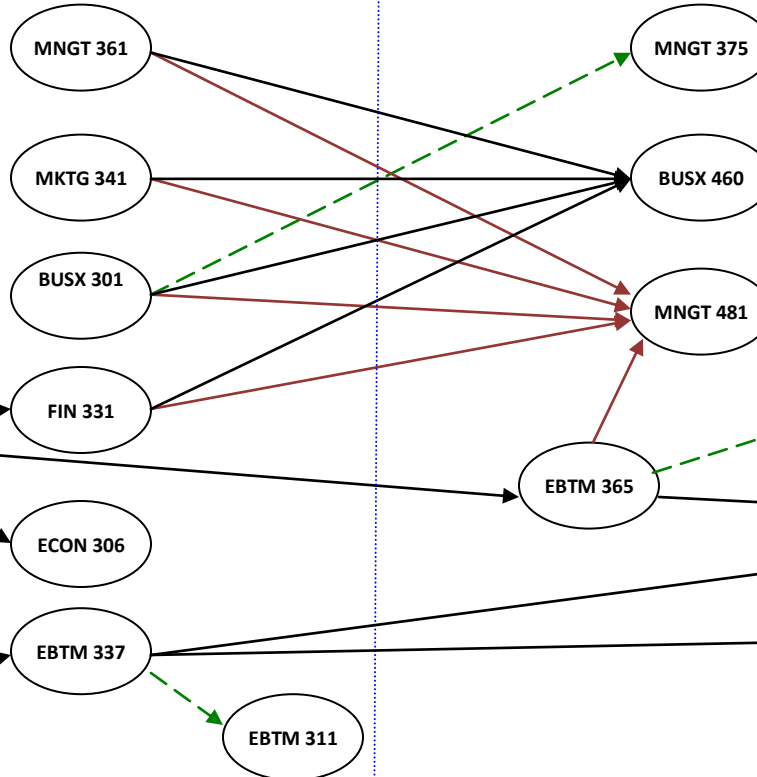 MNGT 361
MNGT 375
MKTG 341
BUSX 460
BUSX 301
MNGT 481
FIN 331
EBTM 365
ECON 306
EBTM 337
EBTM 311